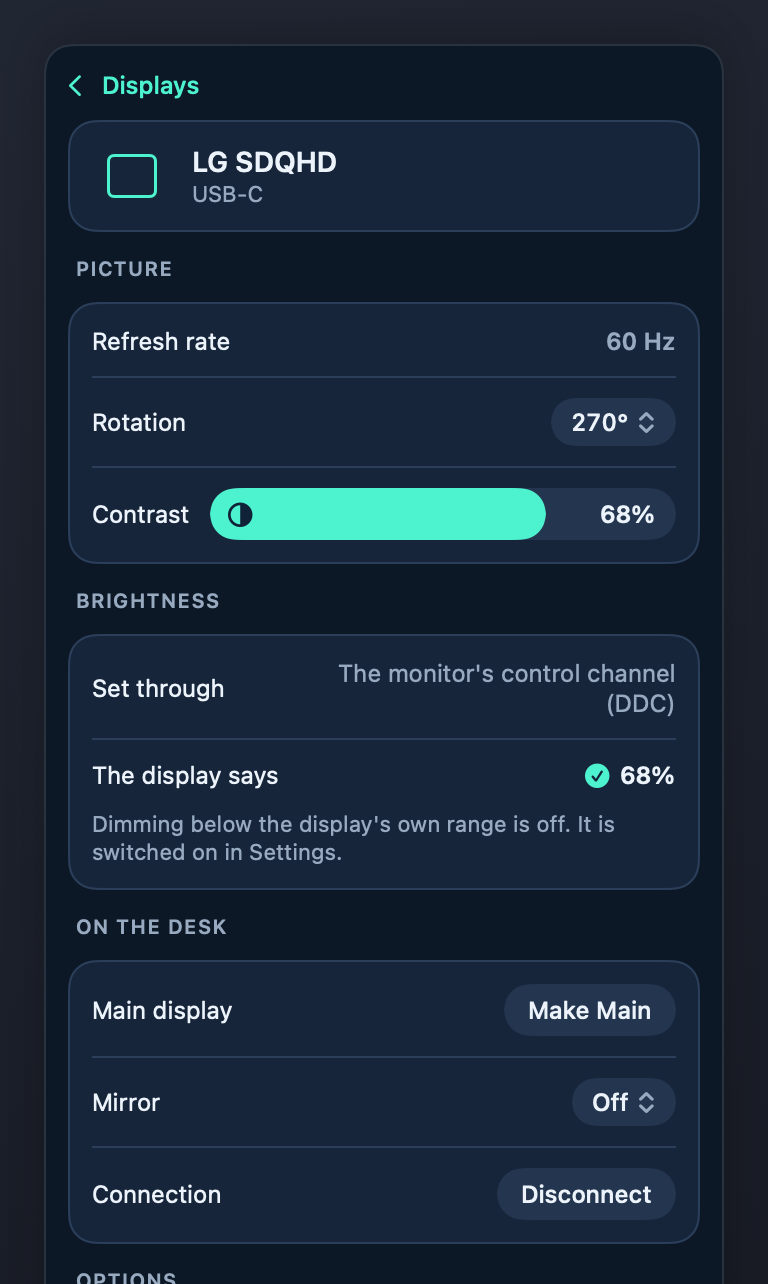 Displays
LG SDQHD
USB-C
PICTURE
Refresh rate
60 Hz
Rotation
270°
Contrast
68%
BRIGHTNESS
Set through
The monitor's control channel
(DDC)
The display says
68%
Dimming below the display's own range is off. It is
switched on in Settings.
ON THE DESK
Main display
Make Main
Mirror
Off
Connection
Disconnect
OPTIONS